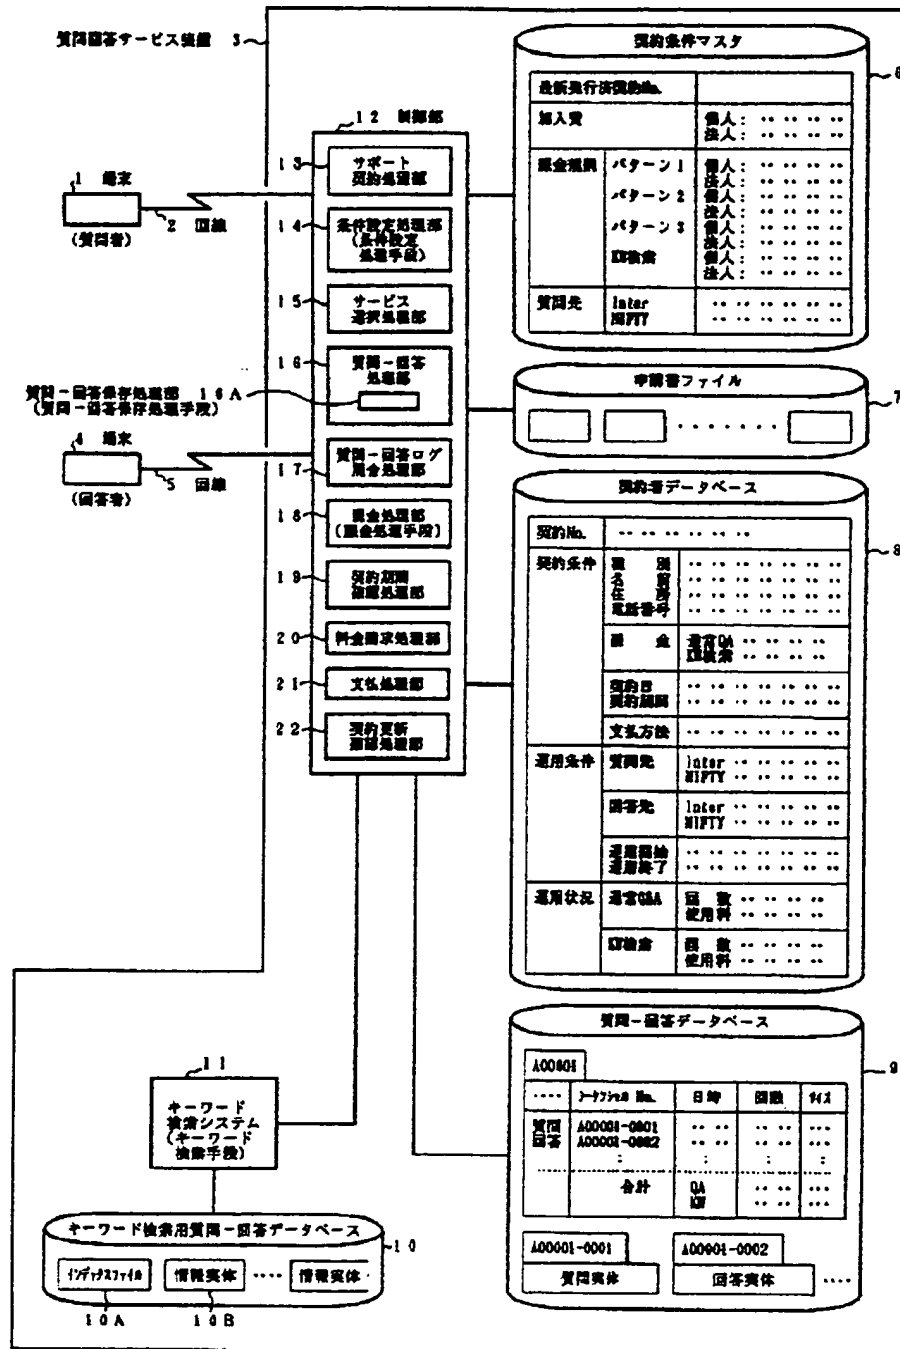 質問回答サービス装置 3
1 端末
(質問者)
2 回線
質問-回答保存処理部 16A
(質問-回答保存処理手段)
4 端末
(回答者)
5 回線
12 制御部
13
サポート
契約処理部
14
条件設定処理部
(条件設定
処理手段)
15
サービス
選択処理部
16
質問-回答
処理部
17
質問-回答ログ
照合処理部
18
課金処理部
(課金処理手段)
19
契約期間
確認処理部
20
料金請求処理部
21
支払処理部
22
契約更新
確認処理部
契約条件マスタ
6
最新発行済契約No.
加入費
個人:
法人:
課金規則
パターン1
個人:
法人:
パターン2
個人:
法人:
パターン3
個人:
法人:
KW検索
個人:
法人:
質問先
Inter
NIFTY
申請書ファイル
7
契約者データベース
8
契約No.
契約条件
種 別
名 前
住 所
電話番号
課 金
通常QA
KW検索
契約日
契約期間
支払方法
運用条件
質問先
Inter
NIFTY
回答先
Inter
NIFTY
運用開始
運用終了
運用状況
通常Q&A
回 数
使用料
KW検索
回 数
使用料
質問-回答データベース
9
A00001
日時
回数
サイズ
質問
A00001-0001
回答
A00001-0002
合計
QA
KW
A00001-0001
質問実体
A00001-0002
回答実体
11
キーワード
検索システム
(キーワード
検索手段)
キーワード検索用質問-回答データベース
10
インデックスファイル
情報実体
情報実体
10A
10B